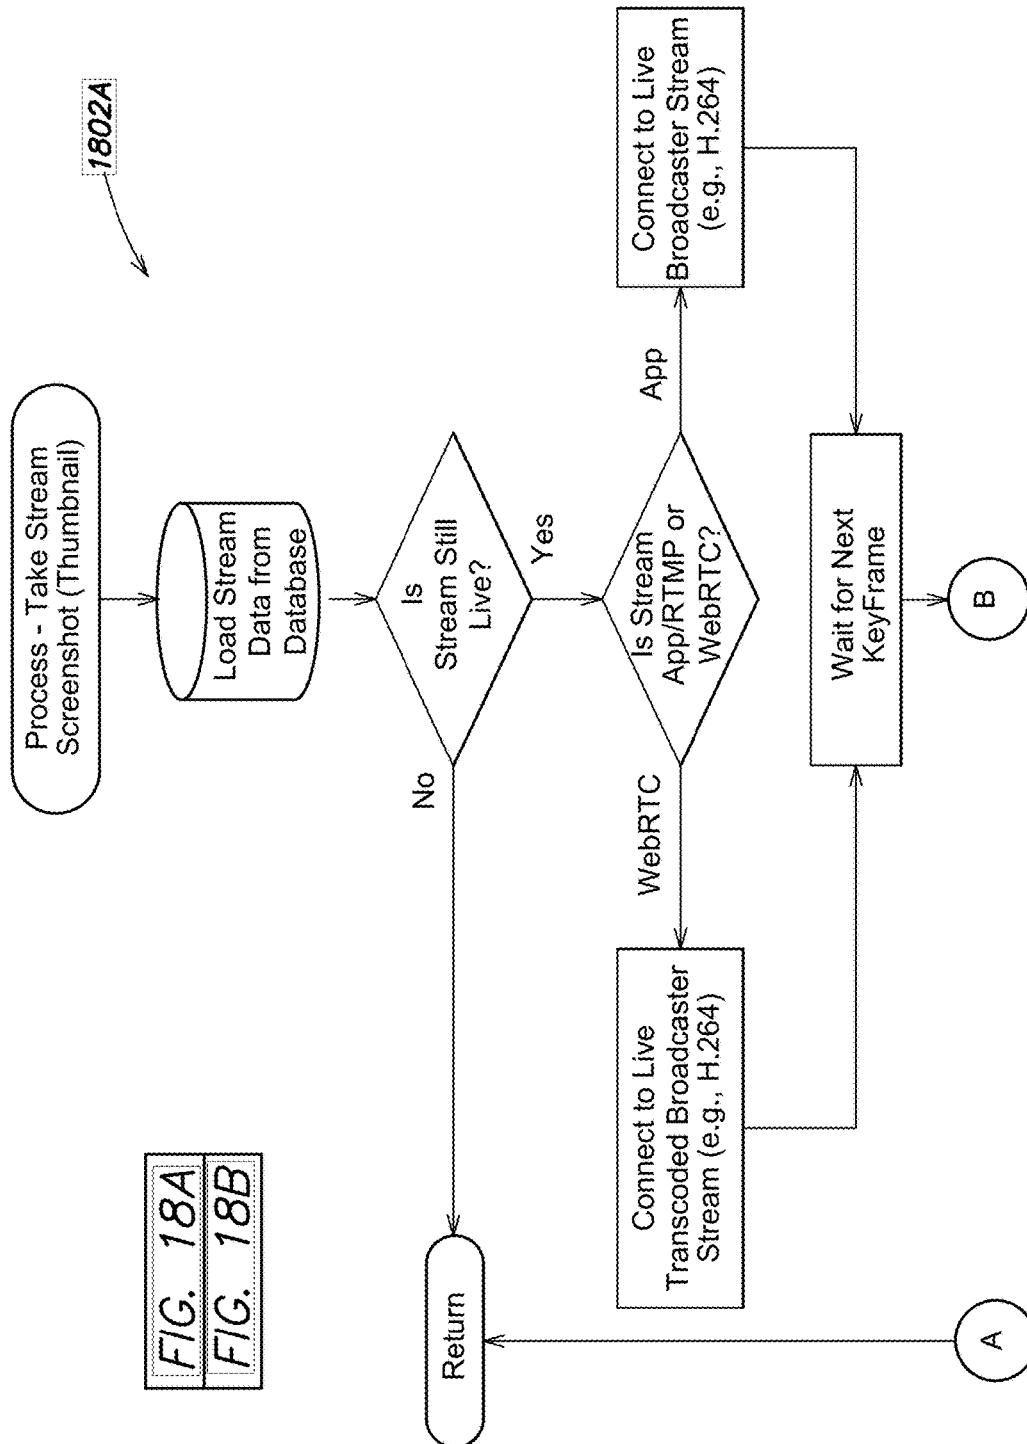 1802A
Process - Take Stream
Screenshot (Thumbnail)
Load Stream
Data from
Database
Is
Stream Still
Live?
No
Yes
Is Stream
App/RTMP or
WebRTC?
WebRTC
App
Connect to Live
Transcoded Broadcaster
Stream (e.g., H.264)
Connect to Live
Broadcaster Stream
(e.g., H.264)
Wait for Next
KeyFrame
Return
A
B
FIG. 18A
FIG. 18B